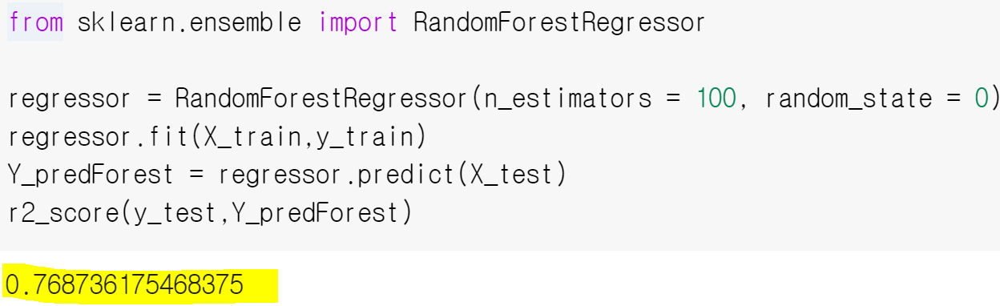 from sklearn.ensemble import RandomForestRegressor
regressor = RandomForestRegressor(n_estimators = 100, random_state = 0)
regressor.fit(X_train,y_train)
Y_predForest = regressor.predict(X_test)
r2_score(y_test,Y_predForest)
0.768736175468375